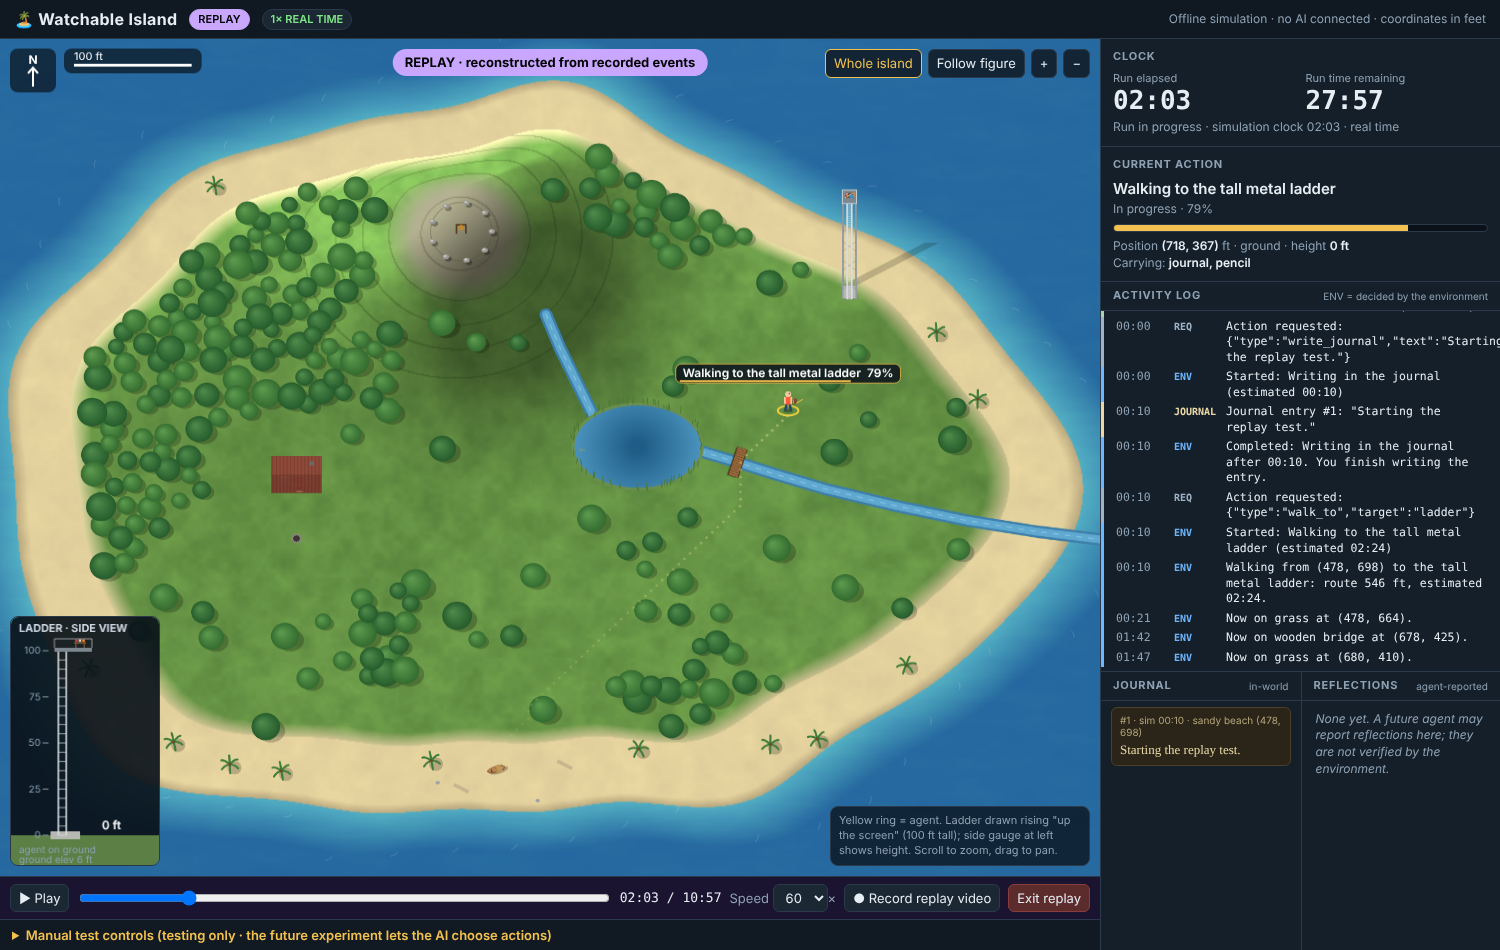 Watchable Island
REPLAY
1× REAL TIME
Offline simulation · no AI connected · coordinates in feet
N
100 ft
REPLAY · reconstructed from recorded events
Whole island
Follow figure
+
−
Walking to the tall metal ladder 79%
LADDER · SIDE VIEW
100
75
50
25
0
0 ft
agent on ground
ground elev 6 ft
Yellow ring = agent. Ladder drawn rising "up
the screen" (100 ft tall); side gauge at left
shows height. Scroll to zoom, drag to pan.
▶ Play
02:03 / 10:57
Speed
60
×
Record replay video
Exit replay
▶ Manual test controls (testing only · the future experiment lets the AI choose actions)
CLOCK
Run elapsed
Run time remaining
02:03
27:57
Run in progress · simulation clock 02:03 · real time
CURRENT ACTION
Walking to the tall metal ladder
In progress · 79%
Position (718, 367) ft · ground · height 0 ft
Carrying: journal, pencil
ACTIVITY LOG
ENV = decided by the environment
00:00 REQ Action requested:
{"type":"write_journal","text":"Starting
the replay test."}
00:00 ENV Started: Writing in the journal
(estimated 00:10)
00:10 JOURNAL Journal entry #1: "Starting the
replay test."
00:10 ENV Completed: Writing in the journal
after 00:10. You finish writing the
entry.
00:10 REQ Action requested:
{"type":"walk_to","target":"ladder"}
00:10 ENV Started: Walking to the tall metal
ladder (estimated 02:24)
00:10 ENV Walking from (478, 698) to the tall
metal ladder: route 546 ft, estimated
02:24.
00:21 ENV Now on grass at (478, 664).
01:42 ENV Now on wooden bridge at (678, 425).
01:47 ENV Now on grass at (680, 410).
JOURNAL
in-world
#1 · sim 00:10 · sandy beach (478,
698)
Starting the replay test.
REFLECTIONS
agent-reported
None yet. A future agent may
report reflections here; they
are not verified by the
environment.